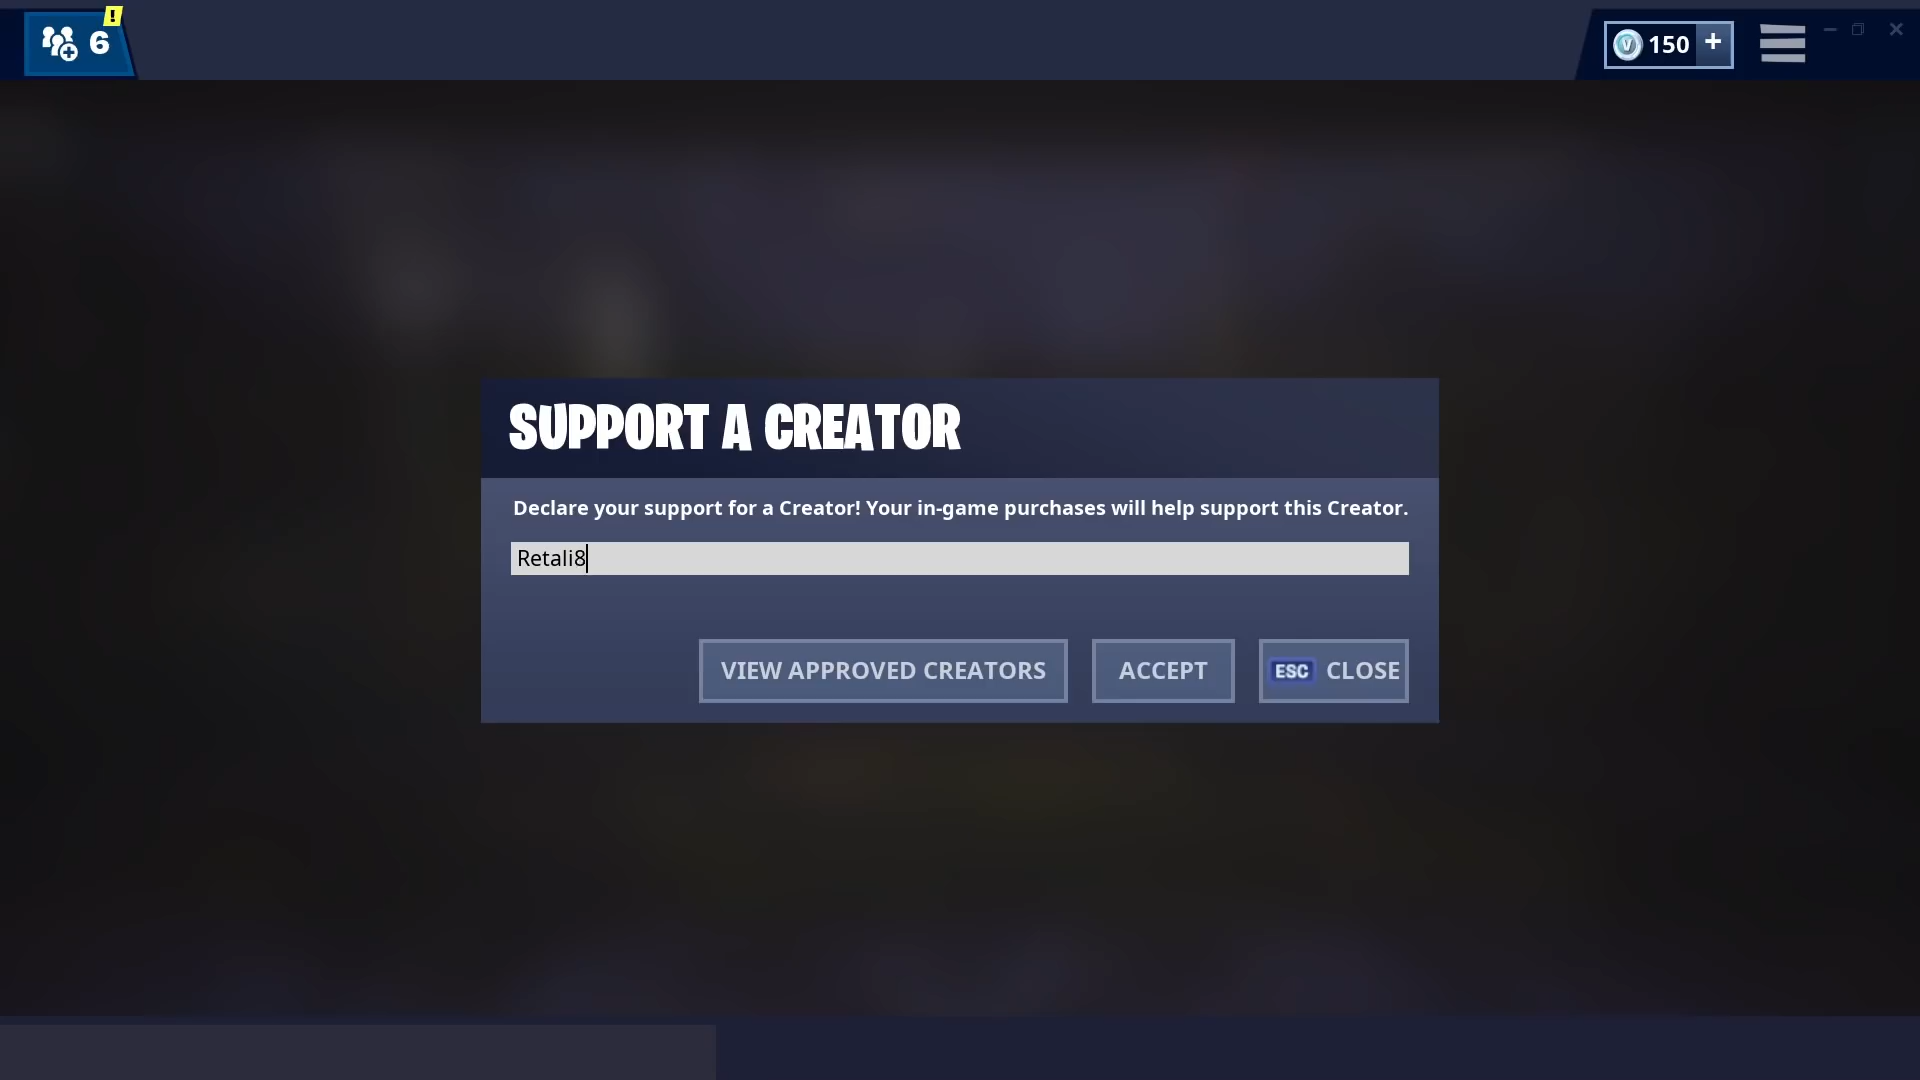 !
6
V 150 +
SUPPORT A CREATOR
Declare your support for a Creator! Your in-game purchases will help support this Creator.
Retali8
VIEW APPROVED CREATORS
ACCEPT
ESC CLOSE